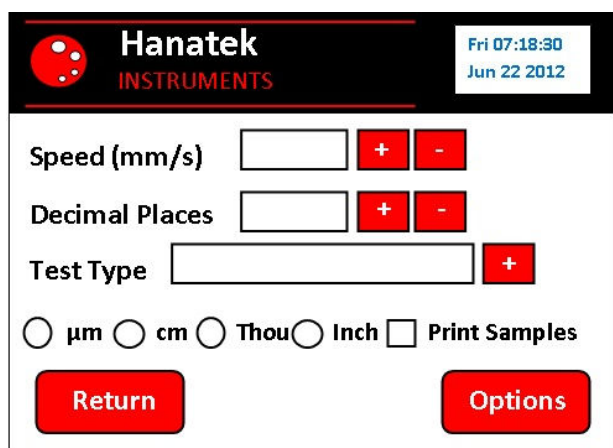 Hanatek
INSTRUMENTS
Fri 07:18:30
Jun 22 2012
Speed (mm/s) + -
Decimal Places + -
Test Type +
µm cm Thou Inch Print Samples
Return Options